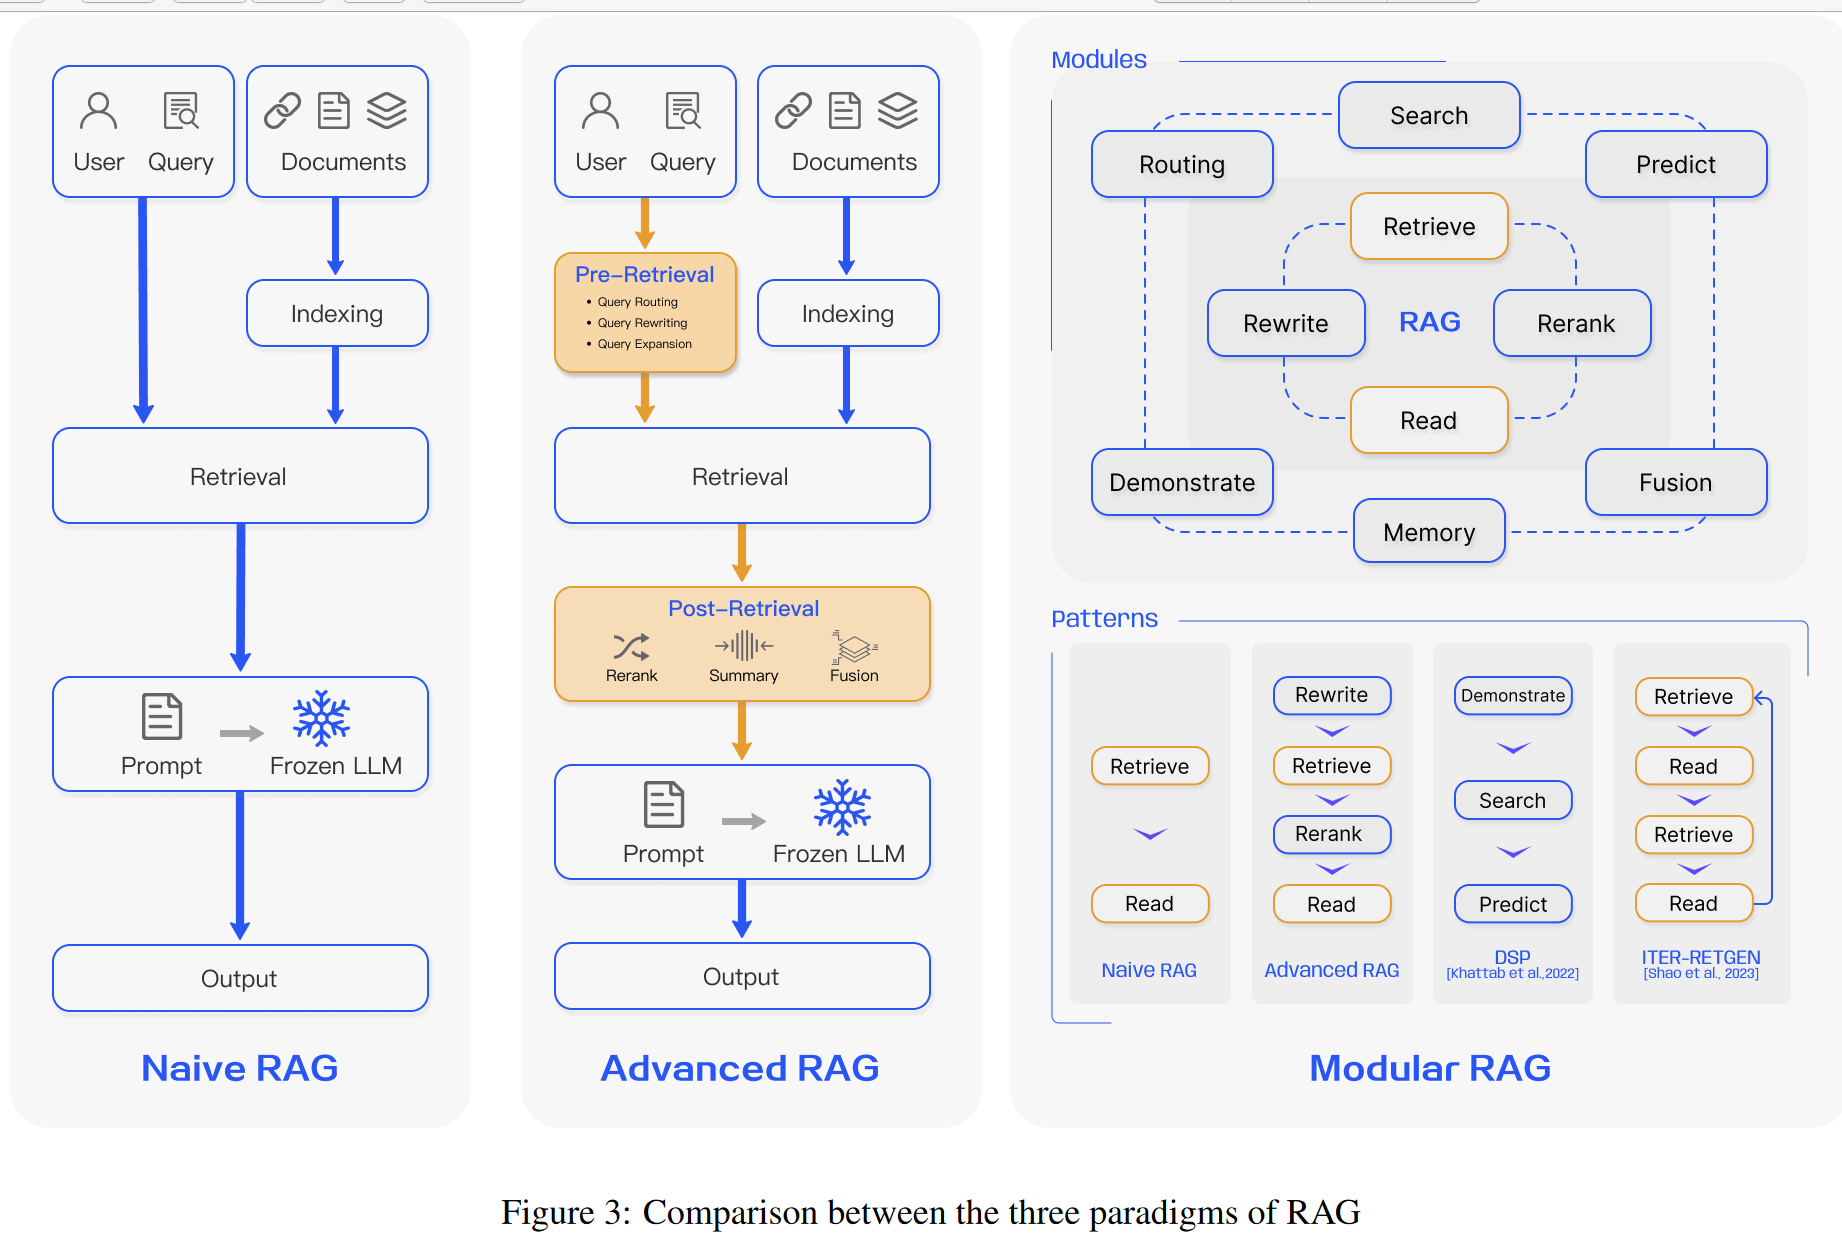 User Query
Documents
Indexing
Retrieval
Prompt
Frozen LLM
Output
Naive RAG
User Query
Documents
Pre-Retrieval
• Query Routing
• Query Rewriting
• Query Expansion
Indexing
Retrieval
Post-Retrieval
Rerank
Summary
Fusion
Prompt
Frozen LLM
Output
Advanced RAG
Modules
Search
Routing
Predict
Retrieve
Rewrite
RAG
Rerank
Read
Demonstrate
Fusion
Memory
Patterns
Retrieve
Read
Naive RAG
Rewrite
Retrieve
Rerank
Read
Advanced RAG
Demonstrate
Search
Predict
DSP
[Khattab et al.,2022]
Retrieve
Read
Retrieve
Read
ITER-RETGEN
[Shao et al., 2023]
Modular RAG
Figure 3: Comparison between the three paradigms of RAG